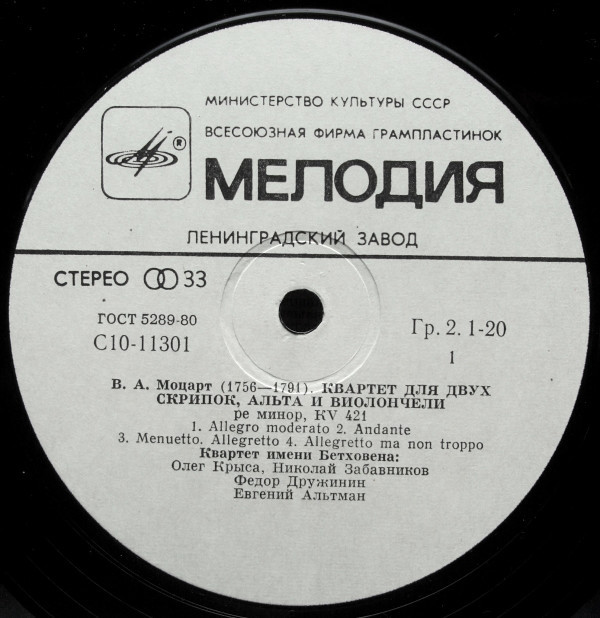 МИНИСТЕРСТВО КУЛЬТУРЫ СССР
ВСЕСОЮЗНАЯ ФИРМА ГРАМПЛАСТИНОК
®
МЕЛОДИЯ
ЛЕНИНГРАДСКИЙ ЗАВОД
СТЕРЕО 33
ГОСТ 5289-80
С10-11301
Гр. 2. 1-20
1
В. А. Моцарт (1756—1791). КВАРТЕТ ДЛЯ ДВУХ
СКРИПОК, АЛЬТА И ВИОЛОНЧЕЛИ
ре минор, KV 421
1. Allegro moderato 2. Andante
3. Menuetto. Allegretto 4. Allegretto ma non troppo
Квартет имени Бетховена:
Олег Крыса, Николай Забавников
Федор Дружинин
Евгений Альтман